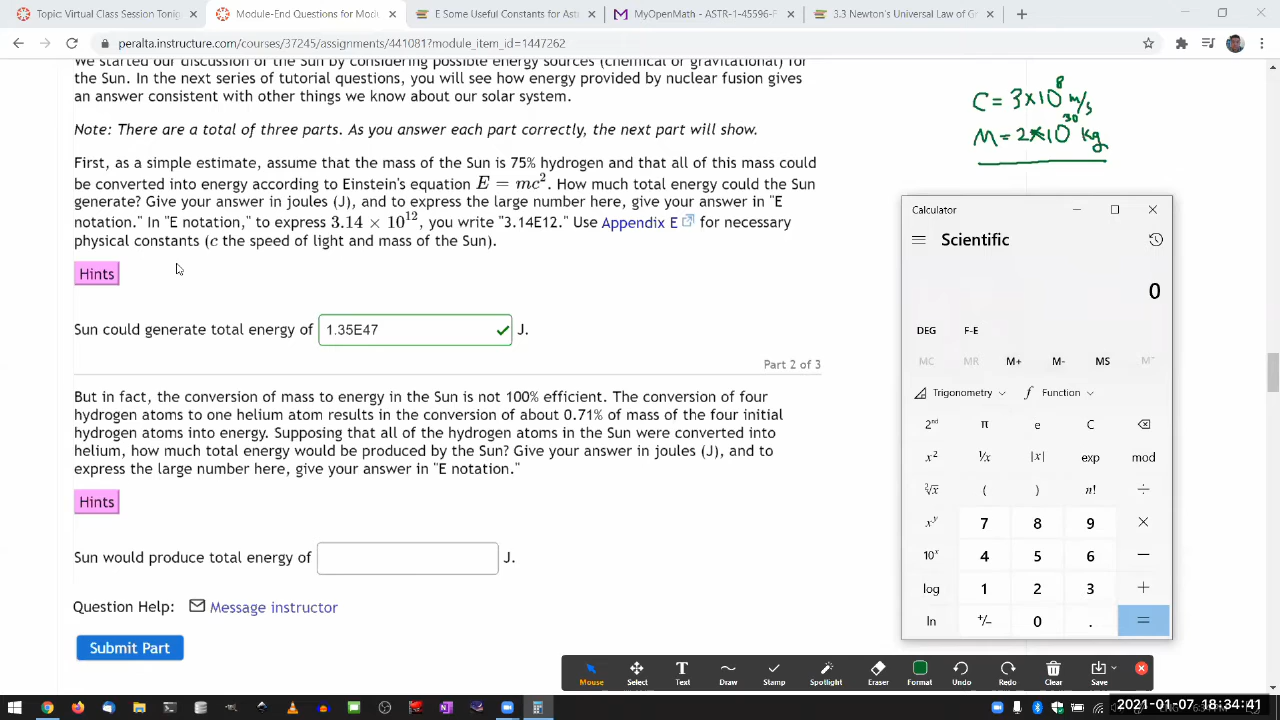 Topic: Virtual Class Session Tonig
Module-End Questions for Modu
E Some Useful Constants for Ast
MyOpenMath - ASTR-1-45596-F
3.3 Newton's Universal Law of Gr
peralta.instructure.com/courses/37245/assignments/441081?module_item_id=1447262
We started our discussion of the Sun by considering possible energy sources (chemical or gravitational) for
the Sun. In the next series of tutorial questions, you will see how energy provided by nuclear fusion gives
an answer consistent with other things we know about our solar system.
Note: There are a total of three parts. As you answer each part correctly, the next part will show.
First, as a simple estimate, assume that the mass of the Sun is 75% hydrogen and that all of this mass could
be converted into energy according to Einstein's equation E = mc². How much total energy could the Sun
generate? Give your answer in joules (J), and to express the large number here, give your answer in "E
notation." In "E notation," to express 3.14 × 10¹², you write "3.14E12." Use Appendix E for necessary
physical constants (c the speed of light and mass of the Sun).
Hints
Sun could generate total energy of 1.35E47 J.
Part 2 of 3
But in fact, the conversion of mass to energy in the Sun is not 100% efficient. The conversion of four
hydrogen atoms to one helium atom results in the conversion of about 0.71% of mass of the four initial
hydrogen atoms into energy. Supposing that all of the hydrogen atoms in the Sun were converted into
helium, how much total energy would be produced by the Sun? Give your answer in joules (J), and to
express the large number here, give your answer in "E notation."
Hints
Sun would produce total energy of J.
Question Help: Message instructor
Submit Part
C = 3×10⁸ m/s
M = 2×10³⁰ kg
Calculator
Scientific
0
DEG F-E
MC MR M+ M- MS M˅
Trigonometry f Function
2ⁿᵈ π e C
x² ¹/x |x| exp mod
²√x ( ) n! ÷
xʸ 7 8 9 ×
10ˣ 4 5 6 −
log 1 2 3 +
ln +/− 0 . =
Mouse Select Text Draw Stamp Spotlight Eraser Format Undo Redo Clear Save
2021-01-07 18:34:41